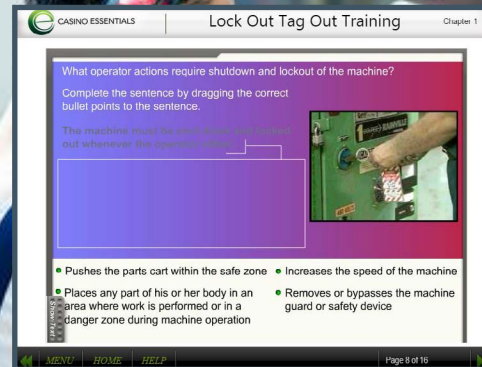 CASINO ESSENTIALS
Lock Out Tag Out Training
Chapter 1
What operator actions require shutdown and lockout of the machine?
Complete the sentence by dragging the correct
bullet points to the sentence.
The machine must be shut down and locked
out whenever the operator
Pushes the parts cart within the safe zone
Increases the speed of the machine
Places any part of his or her body in an
area where work is performed or in a
danger zone during machine operation
Removes or bypasses the machine
guard or safety device
Show Text
MENU HOME HELP
Page 8 of 16